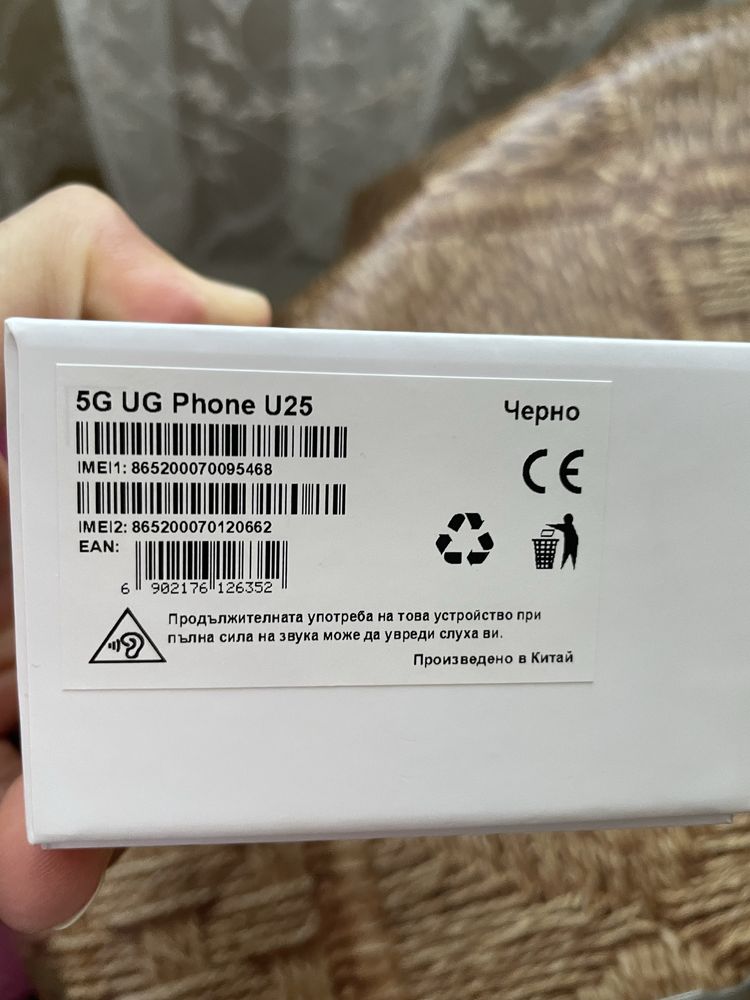 5G UG Phone U25
Черно
IMEI1: 865200070095468
IMEI2: 865200070120662
EAN:
6 902176 126352
CE
Продължителната употреба на това устройство при
пълна сила на звука може да увреди слуха ви.
Произведено в Китай